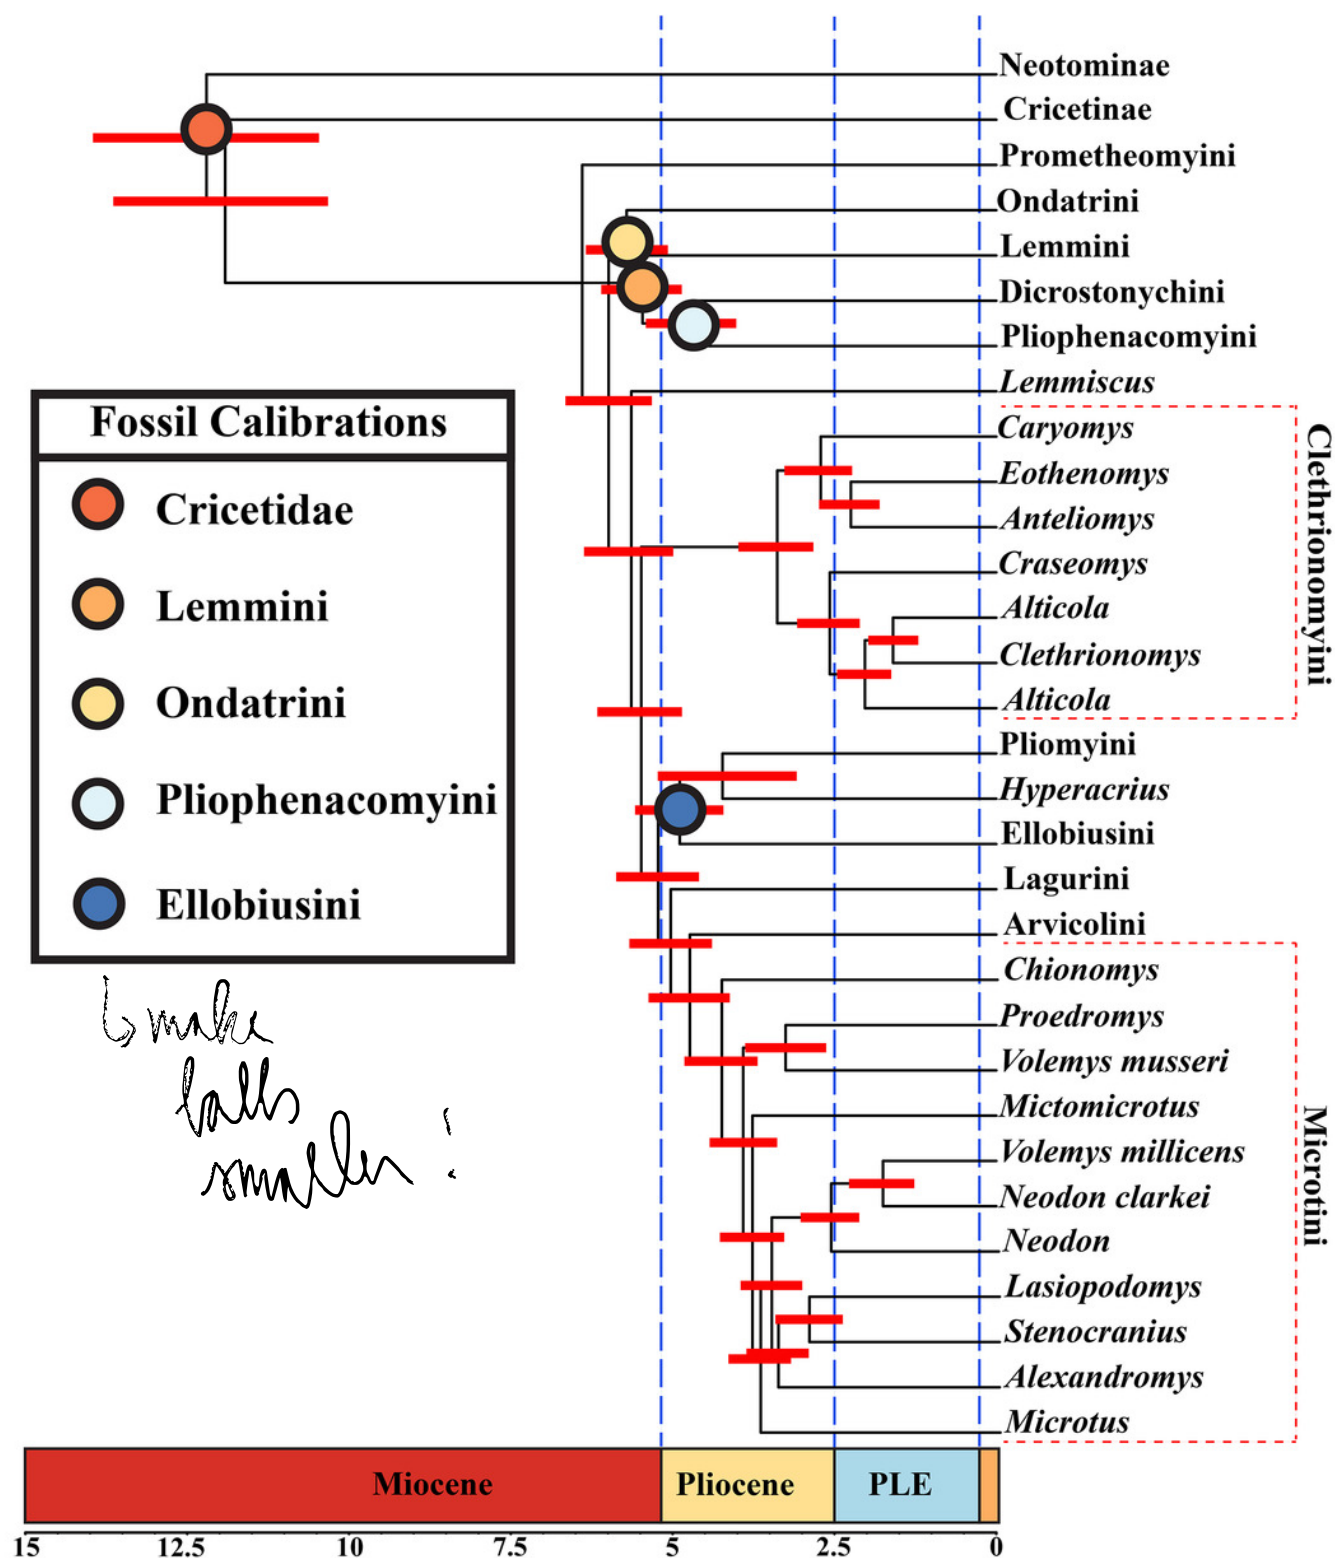 Neotominae
Cricetinae
Prometheomyini
Ondatrini
Lemmini
Dicrostonychini
Pliophenacomyini
Lemmiscus
Caryomys
Eothenomys
Anteliomys
Craseomys
Alticola
Clethrionomys
Alticola
Clethrionomyini
Pliomyini
Hyperacrius
Ellobiusini
Lagurini
Arvicolini
Chionomys
Proedromys
Volemys musseri
Mictomicrotus
Volemys millicens
Neodon clarkei
Neodon
Lasiopodomys
Stenocranius
Alexandromys
Microtus
Microtini
Fossil Calibrations
Cricetidae
Lemmini
Ondatrini
Pliophenacomyini
Ellobiusini
make
balls
smaller!
Miocene Pliocene PLE
15 12.5 10 7.5 5 2.5 0